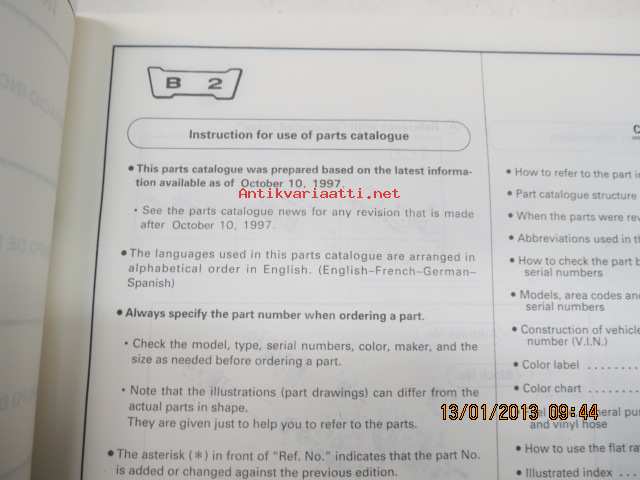 B 2
Instruction for use of parts catalogue
● This parts catalogue was prepared based on the latest informa-
tion available as of October 10, 1997.
Antikvariaatti.net
• See the parts catalogue news for any revision that is made
after October 10, 1997.
● The languages used in this parts catalogue are arranged in
alphabetical order in English. (English–French–German–
Spanish)
● Always specify the part number when ordering a part.
• Check the model, type, serial numbers, color, maker, and the
size as needed before ordering a part.
• Note that the illustrations (part drawings) can differ from the
actual parts in shape.
They are given just to help you to refer to the parts.
● The asterisk (＊) in front of "Ref. No." indicates that the part No.
is added or changed against the previous edition.
C
● How to refer to the part i
● Part catalogue structure
● When the parts were rev
● Abbreviations used in t
● How to check the part b
serial numbers
● Models, area codes and
serial numbers
● Construction of vehicle
number (V.I.N.)
● Color label ........
● Color chart ........
and vinyl hose
● How to use the flat ra
● Illustrated index ....
13/01/2013 09:44